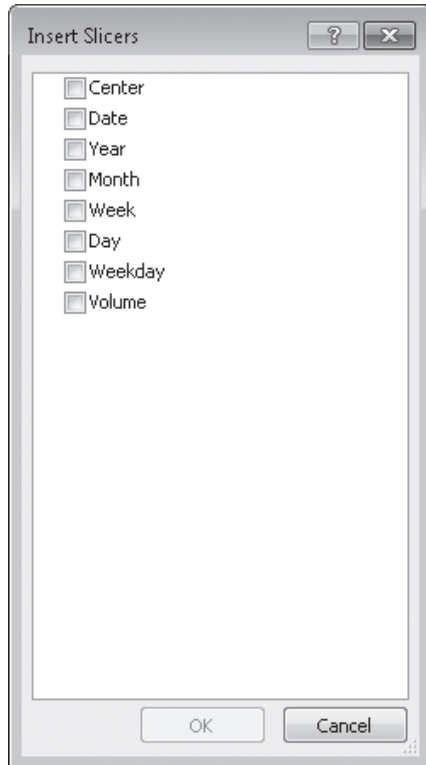 Insert Slicers
?
Center
Date
Year
Month
Week
Day
Weekday
Volume
OK
Cancel